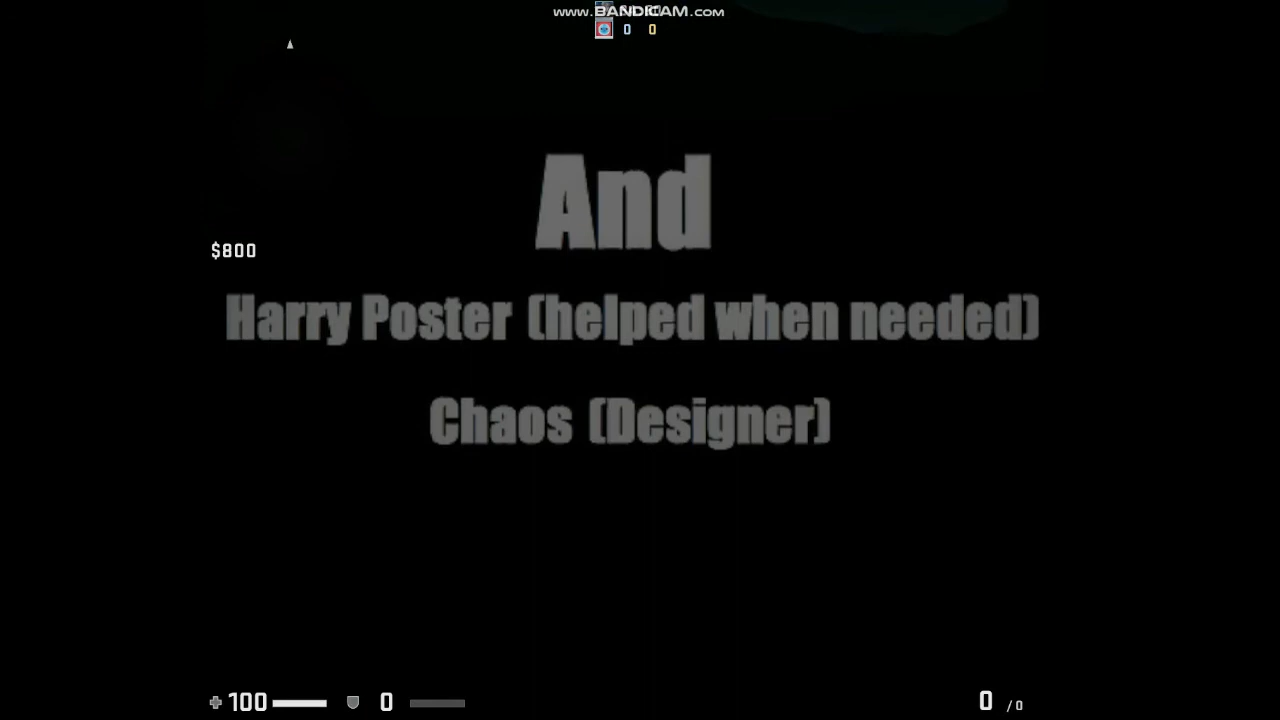 www.BANDICAM.com
0 0
And
$800
Harry Poster (helped when needed)
Chaos (Designer)
100 0 0 / 0